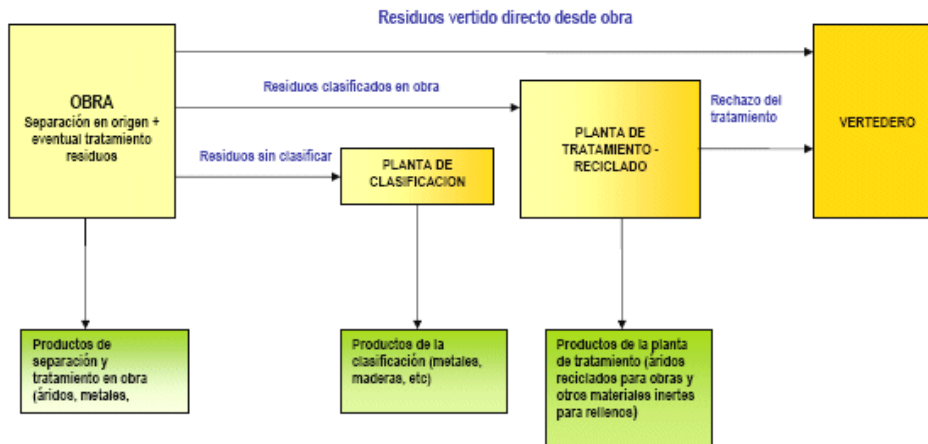 Residuos vertido directo desde obra
OBRA
Separación en origen +
eventual tratamiento
residuos
Residuos clasificados en obra
Residuos sin clasificar
PLANTA DE
CLASIFICACION
PLANTA DE
TRATAMIENTO -
RECICLADO
Rechazo del
tratamiento
VERTEDERO
Productos de
separación y
tratamiento en obra
(áridos, metales,
Productos de la
clasificación (metales,
maderas, etc)
Productos de la planta
de tratamiento (áridos
reciclados para obras y
otros materiales inertes
para rellenos)